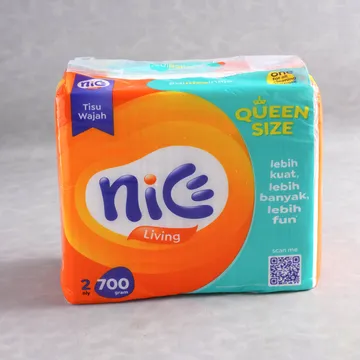 nice
Tisu
Wajah
one
QUEEN
SIZE
lebih
kuat,
lebih
banyak,
lebih
fun
nice
Living
scan me
2
ply
700
gram